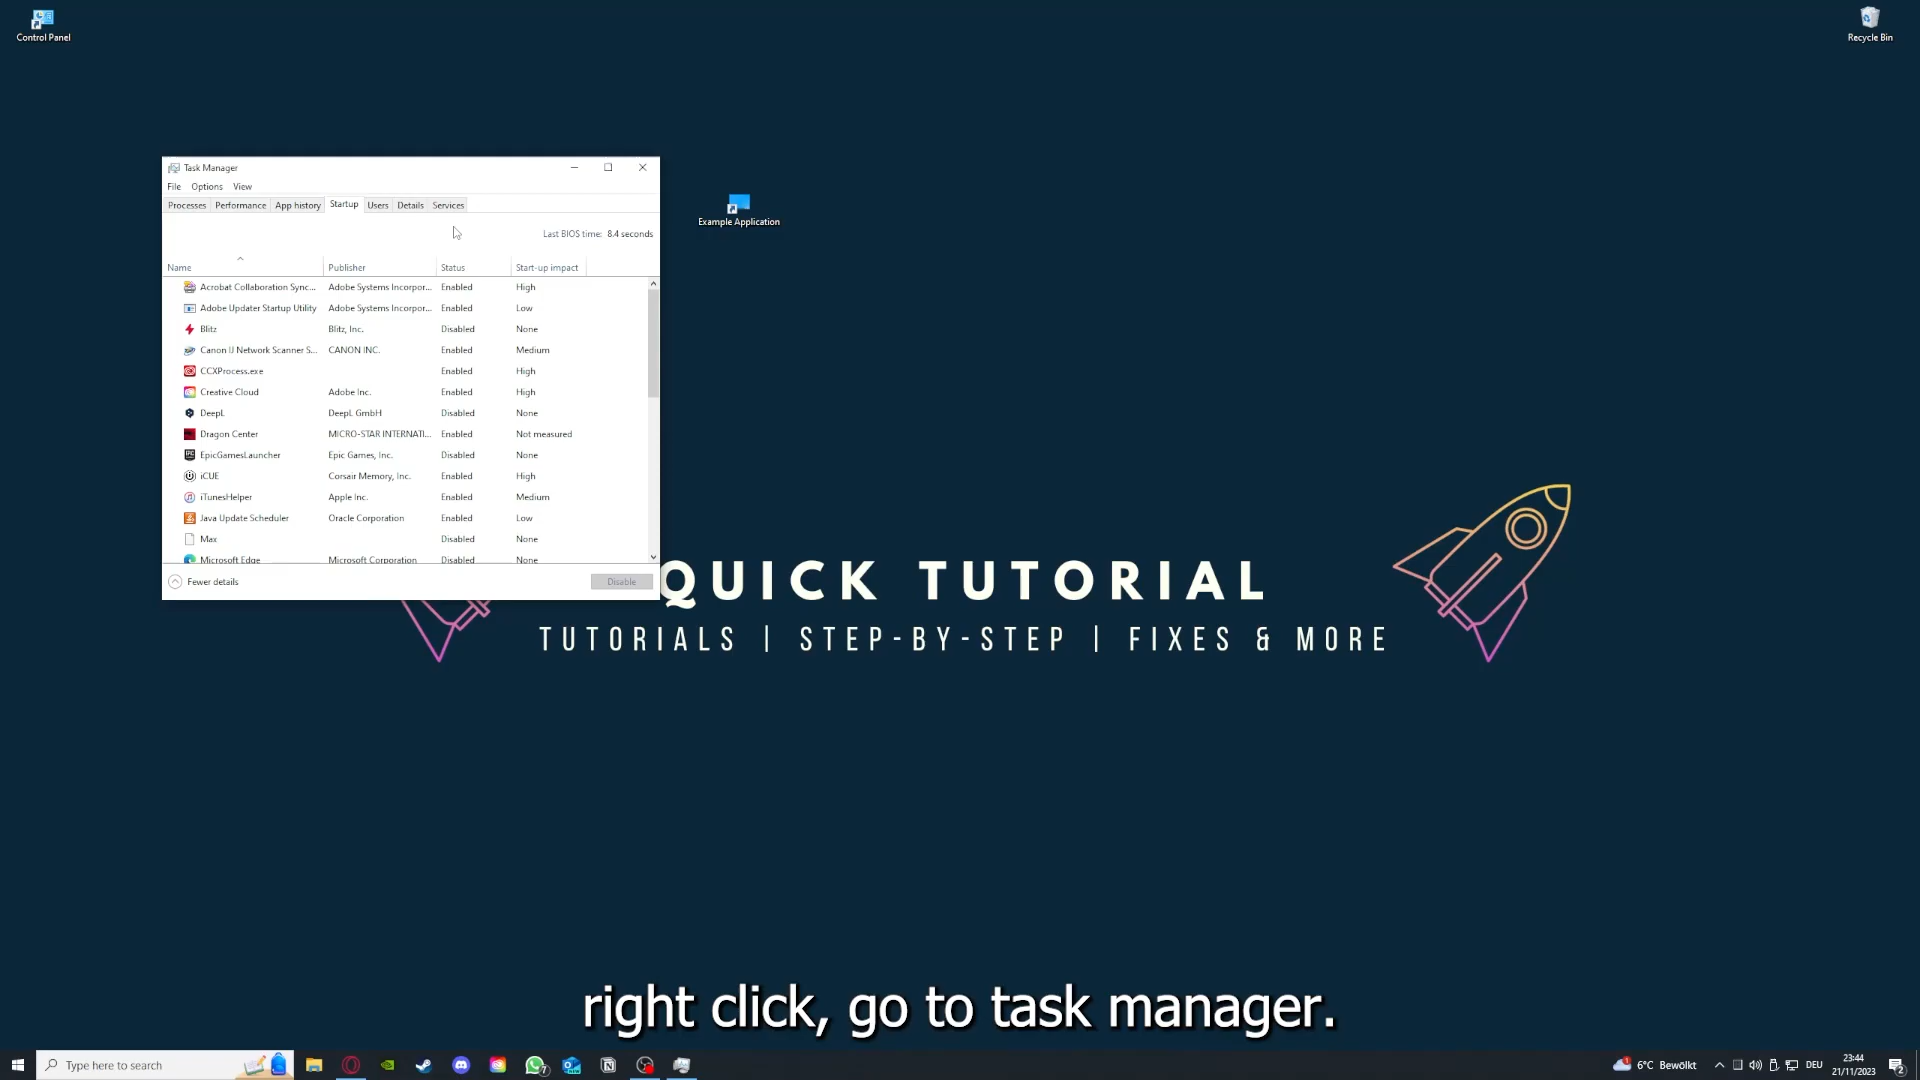 Control Panel
Recycle Bin
Task Manager
File Options View
Processes Performance App history Startup Users Details Services
Example Application
Last BIOS time: 8.4 seconds
Name Publisher Status Start-up impact
Acrobat Collaboration Sync... Adobe Systems Incorpor... Enabled High
Adobe Updater Startup Utility Adobe Systems Incorpor... Enabled Low
Blitz Blitz, Inc. Disabled None
Canon IJ Network Scanner S... CANON INC. Enabled Medium
CCXProcess.exe Enabled High
Creative Cloud Adobe Inc. Enabled High
DeepL DeepL GmbH Disabled None
Dragon Center MICRO-STAR INTERNATI... Enabled Not measured
EpicGamesLauncher Epic Games, Inc. Disabled None
iCUE Corsair Memory, Inc. Enabled High
iTunesHelper Apple Inc. Enabled Medium
Java Update Scheduler Oracle Corporation Enabled Low
Max Disabled None
Microsoft Edge Microsoft Corporation Disabled None
Fewer details Disable
QUICK TUTORIAL
TUTORIALS | STEP-BY-STEP | FIXES & MORE
right click, go to task manager.
Type here to search
7
1
6°C Bewölkt
DEU
23:44
21/11/2023
2